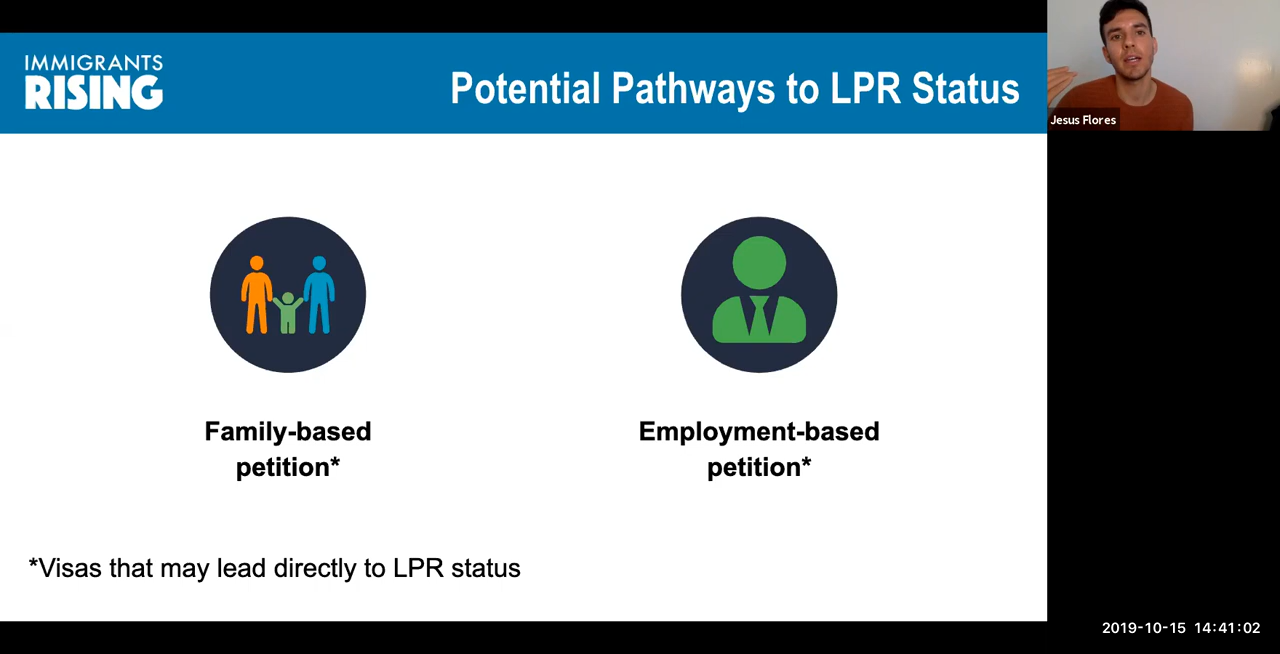 IMMIGRANTS
RISING
Potential Pathways to LPR Status
Jesus Flores
Family-based
petition*
Employment-based
petition*
*Visas that may lead directly to LPR status
2019-10-15 14:41:02